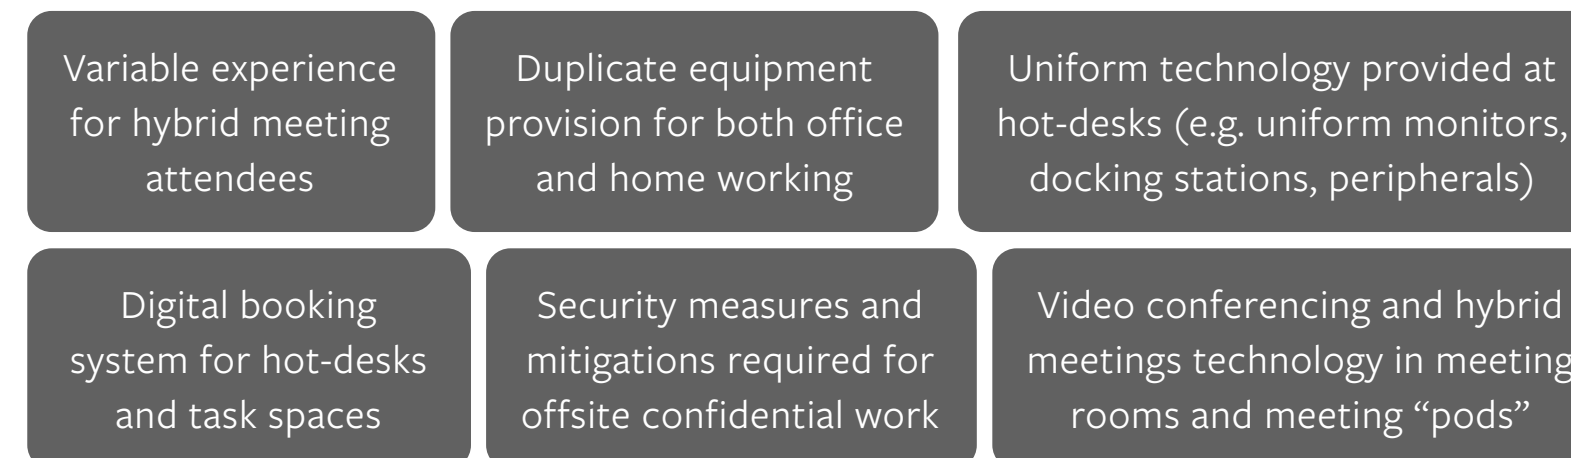 Variable experience
for hybrid meeting
attendees
Duplicate equipment
provision for both office
and home working
Uniform technology provided at
hot-desks (e.g. uniform monitors,
docking stations, peripherals)
Digital booking
system for hot-desks
and task spaces
Security measures and
mitigations required for
offsite confidential work
Video conferencing and hybrid
meetings technology in meeting
rooms and meeting “pods”